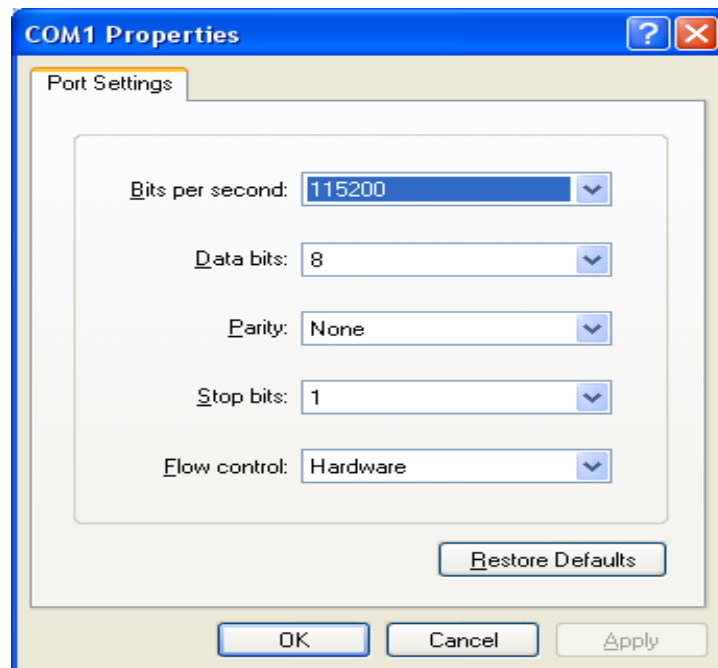 COM1 Properties
Port Settings
Bits per second: 115200
Data bits: 8
Parity: None
Stop bits: 1
Flow control: Hardware
Restore Defaults
OK Cancel Apply